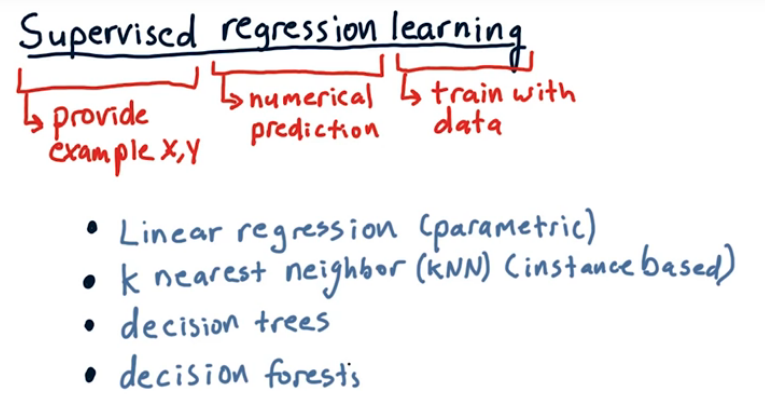 Supervised regression learning
↳ provide
example X,Y
↳ numerical
prediction
↳ train with
data
• Linear regression (parametric)
• k nearest neighbor (kNN) (instance based)
• decision trees
• decision forests